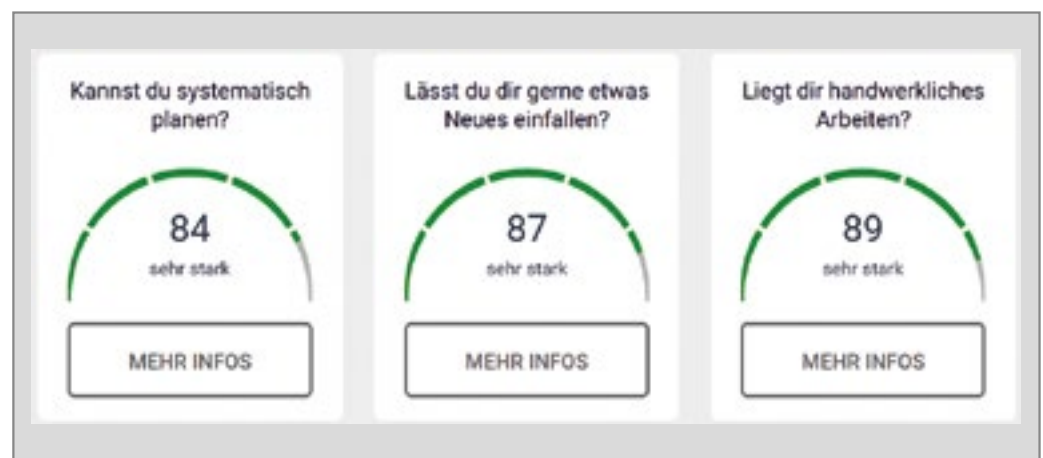 Kannst du systematisch
planen?
84
sehr stark
MEHR INFOS
Lässt du dir gerne etwas
Neues einfallen?
87
sehr stark
MEHR INFOS
Liegt dir handwerkliches
Arbeiten?
89
sehr stark
MEHR INFOS